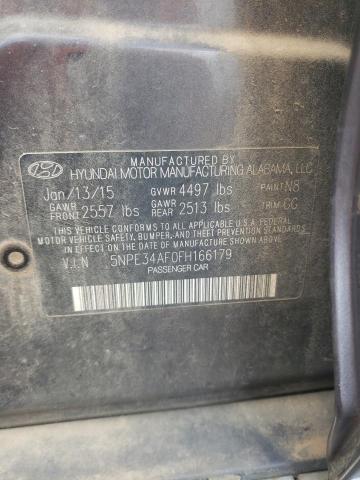 MANUFACTURED BY
HYUNDAI MOTOR MANUFACTURING ALABAMA, LLC
Jan/13/15 GVWR 4497 lbs PAINT N8
GAWR FRONT 2557 lbs GAWR REAR 2513 lbs TRIM GG
THIS VEHICLE CONFORMS TO ALL APPLICABLE U.S. FEDERAL
MOTOR VEHICLE SAFETY, BUMPER, AND THEFT PREVENTION STANDARDS
IN EFFECT ON THE DATE OF MANUFACTURE SHOWN ABOVE.
V.I.N 5NPE34AF0FH166179
PASSENGER CAR